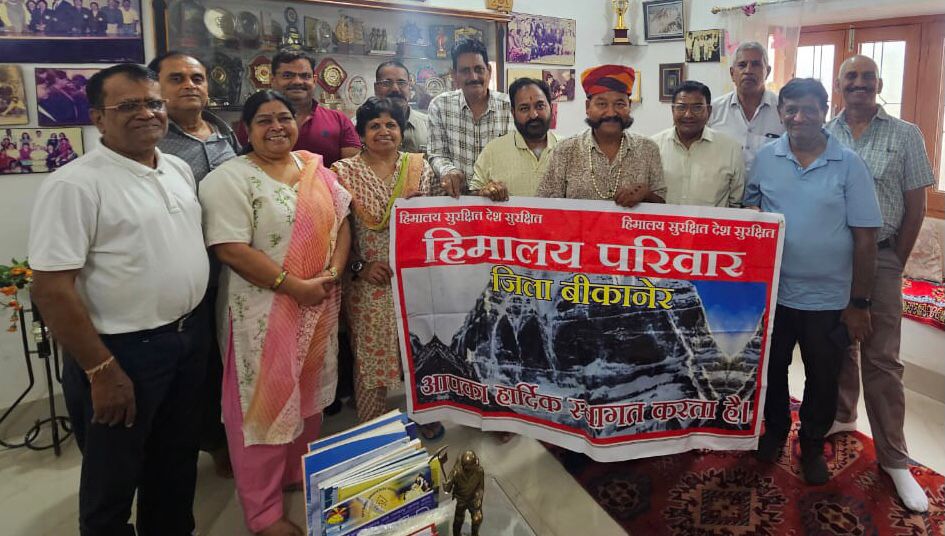 हिमालय सुरक्षित देश सुरक्षित हिमालय सुरक्षित देश सुरक्षित
हिमालय परिवार
जिला बीकानेर
आपका हार्दिक स्वागत करता है।